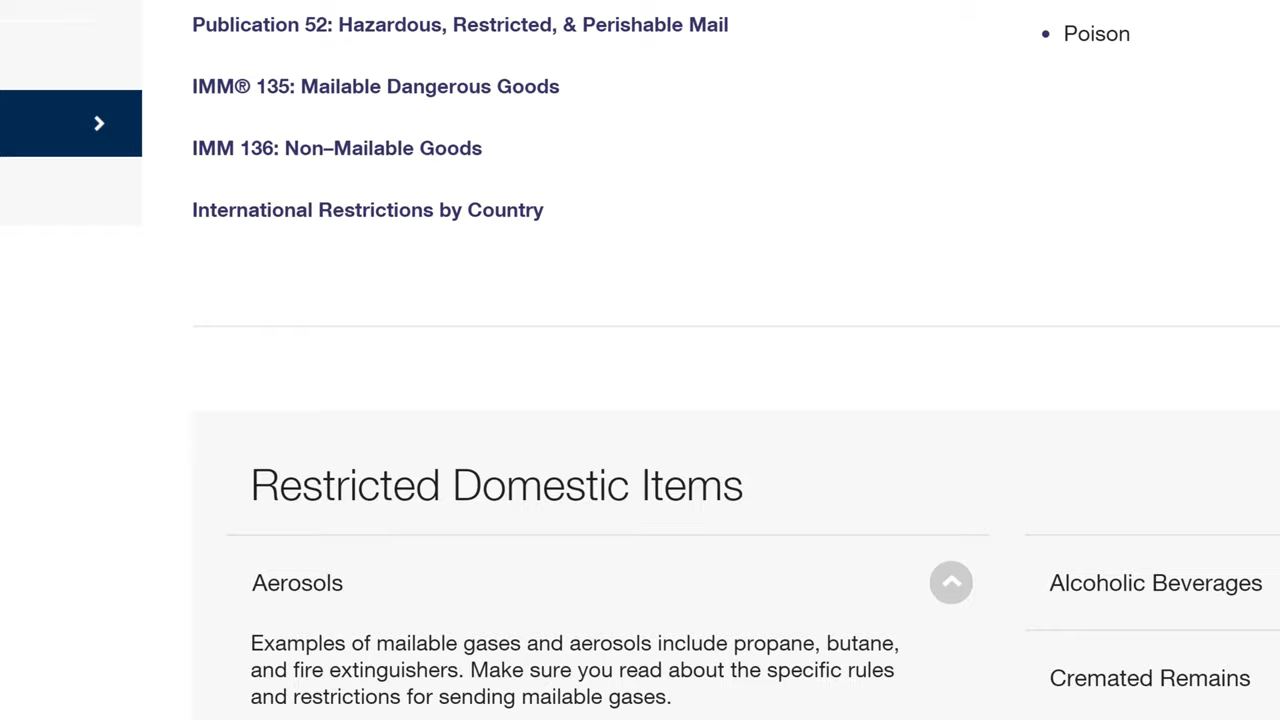 Publication 52: Hazardous, Restricted, & Perishable Mail
IMM® 135: Mailable Dangerous Goods
IMM 136: Non–Mailable Goods
International Restrictions by Country
• Poison
Restricted Domestic Items
Aerosols
Examples of mailable gases and aerosols include propane, butane,
and fire extinguishers. Make sure you read about the specific rules
and restrictions for sending mailable gases.
Alcoholic Beverages
Cremated Remains